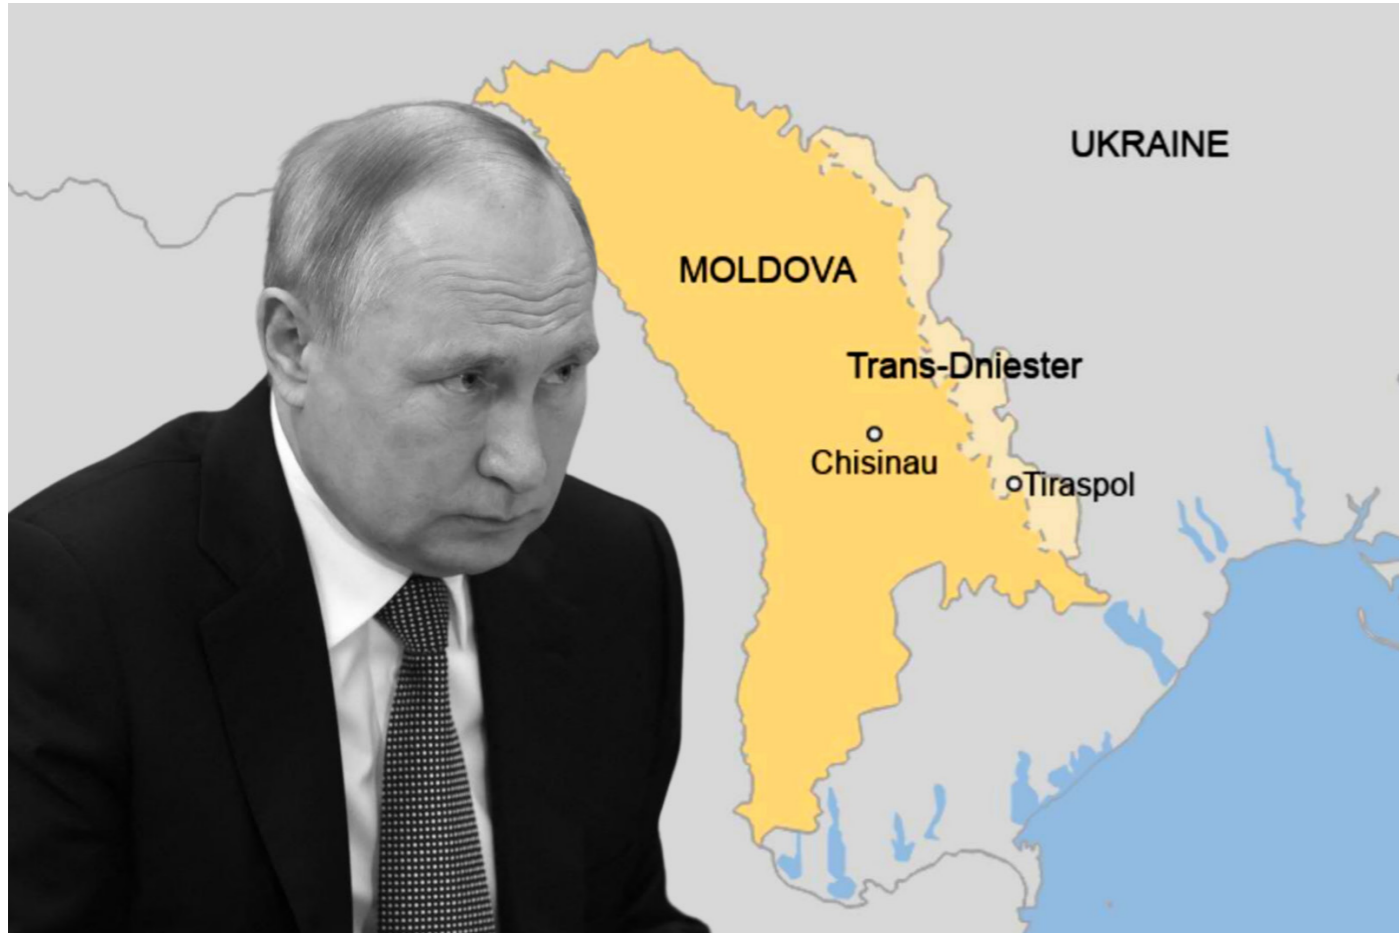 UKRAINE
MOLDOVA
Trans-Dniester
Chisinau
Tiraspol